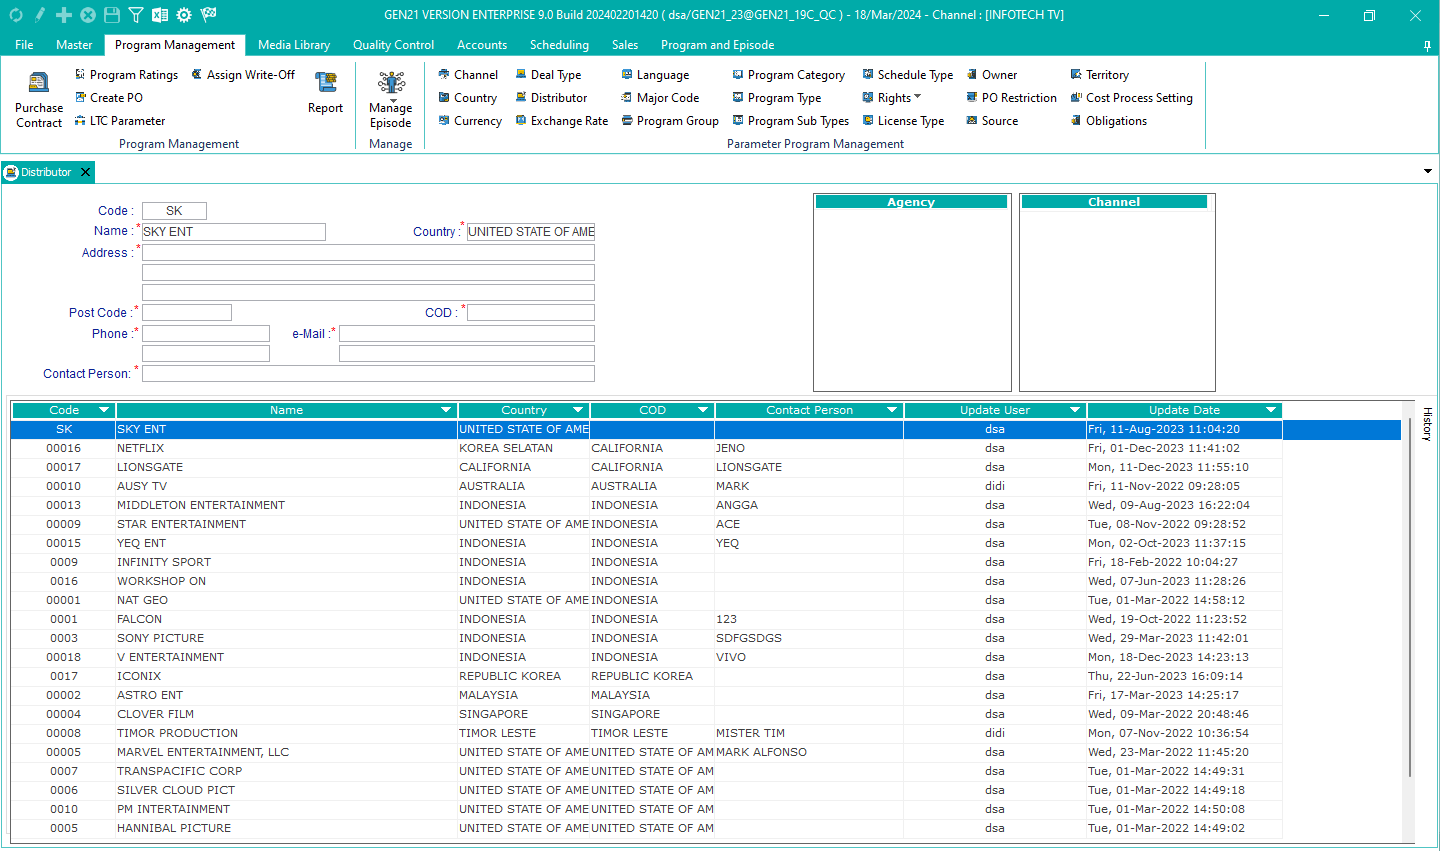 GEN21 VERSION ENTERPRISE 9.0 Build 202402201420 ( dsa/GEN21_23@GEN21_19C_QC ) - 18/Mar/2024 - Channel : [INFOTECH TV]
File Master Program Management Media Library Quality Control Accounts Scheduling Sales Program and Episode
Program Ratings Assign Write-Off Channel Deal Type Language Program Category Schedule Type Owner Territory
Purchase Contract Create PO Report Manage Episode Country Distributor Major Code Program Type Rights PO Restriction Cost Process Setting
LTC Parameter Currency Exchange Rate Program Group Program Sub Types License Type Source Obligations
Program Management Manage Parameter Program Management
Distributor
Agency Channel
Code : SK
Name :* SKY ENT Country :* UNITED STATE OF AME
Address :*
Post Code :* COD : *
Phone :* e-Mail :*
Contact Person: *
Code Name Country COD Contact Person Update User Update Date
History
SK SKY ENT UNITED STATE OF AME dsa Fri, 11-Aug-2023 11:04:20
00016 NETFLIX KOREA SELATAN CALIFORNIA JENO dsa Fri, 01-Dec-2023 11:41:02
00017 LIONSGATE CALIFORNIA CALIFORNIA LIONSGATE dsa Mon, 11-Dec-2023 11:55:10
00010 AUSY TV AUSTRALIA AUSTRALIA MARK didi Fri, 11-Nov-2022 09:28:05
00013 MIDDLETON ENTERTAINMENT INDONESIA INDONESIA ANGGA dsa Wed, 09-Aug-2023 16:22:04
00009 STAR ENTERTAINMENT UNITED STATE OF AME INDONESIA ACE dsa Tue, 08-Nov-2022 09:28:52
00015 YEQ ENT INDONESIA INDONESIA YEQ dsa Mon, 02-Oct-2023 11:37:15
0009 INFINITY SPORT INDONESIA INDONESIA dsa Fri, 18-Feb-2022 10:04:27
0016 WORKSHOP ON INDONESIA INDONESIA dsa Wed, 07-Jun-2023 11:28:26
00001 NAT GEO UNITED STATE OF AME INDONESIA dsa Tue, 01-Mar-2022 14:58:12
0001 FALCON INDONESIA INDONESIA 123 dsa Wed, 19-Oct-2022 11:23:52
0003 SONY PICTURE INDONESIA INDONESIA SDFGSDGS dsa Wed, 29-Mar-2023 11:42:01
00018 V ENTERTAINMENT INDONESIA INDONESIA VIVO dsa Mon, 18-Dec-2023 14:23:13
0017 ICONIX REPUBLIC KOREA REPUBLIC KOREA dsa Thu, 22-Jun-2023 16:09:14
00002 ASTRO ENT MALAYSIA MALAYSIA dsa Fri, 17-Mar-2023 14:25:17
00004 CLOVER FILM SINGAPORE SINGAPORE dsa Wed, 09-Mar-2022 20:48:46
00008 TIMOR PRODUCTION TIMOR LESTE TIMOR LESTE MISTER TIM didi Mon, 07-Nov-2022 10:36:54
00005 MARVEL ENTERTAINMENT, LLC UNITED STATE OF AME UNITED STATE OF AM MARK ALFONSO dsa Wed, 23-Mar-2022 11:45:20
0007 TRANSPACIFIC CORP UNITED STATE OF AME UNITED STATE OF AM dsa Tue, 01-Mar-2022 14:49:31
0006 SILVER CLOUD PICT UNITED STATE OF AME UNITED STATE OF AM dsa Tue, 01-Mar-2022 14:49:18
0010 PM INTERTAINMENT UNITED STATE OF AME UNITED STATE OF AM dsa Tue, 01-Mar-2022 14:50:08
0005 HANNIBAL PICTURE UNITED STATE OF AME UNITED STATE OF AM dsa Tue, 01-Mar-2022 14:49:02